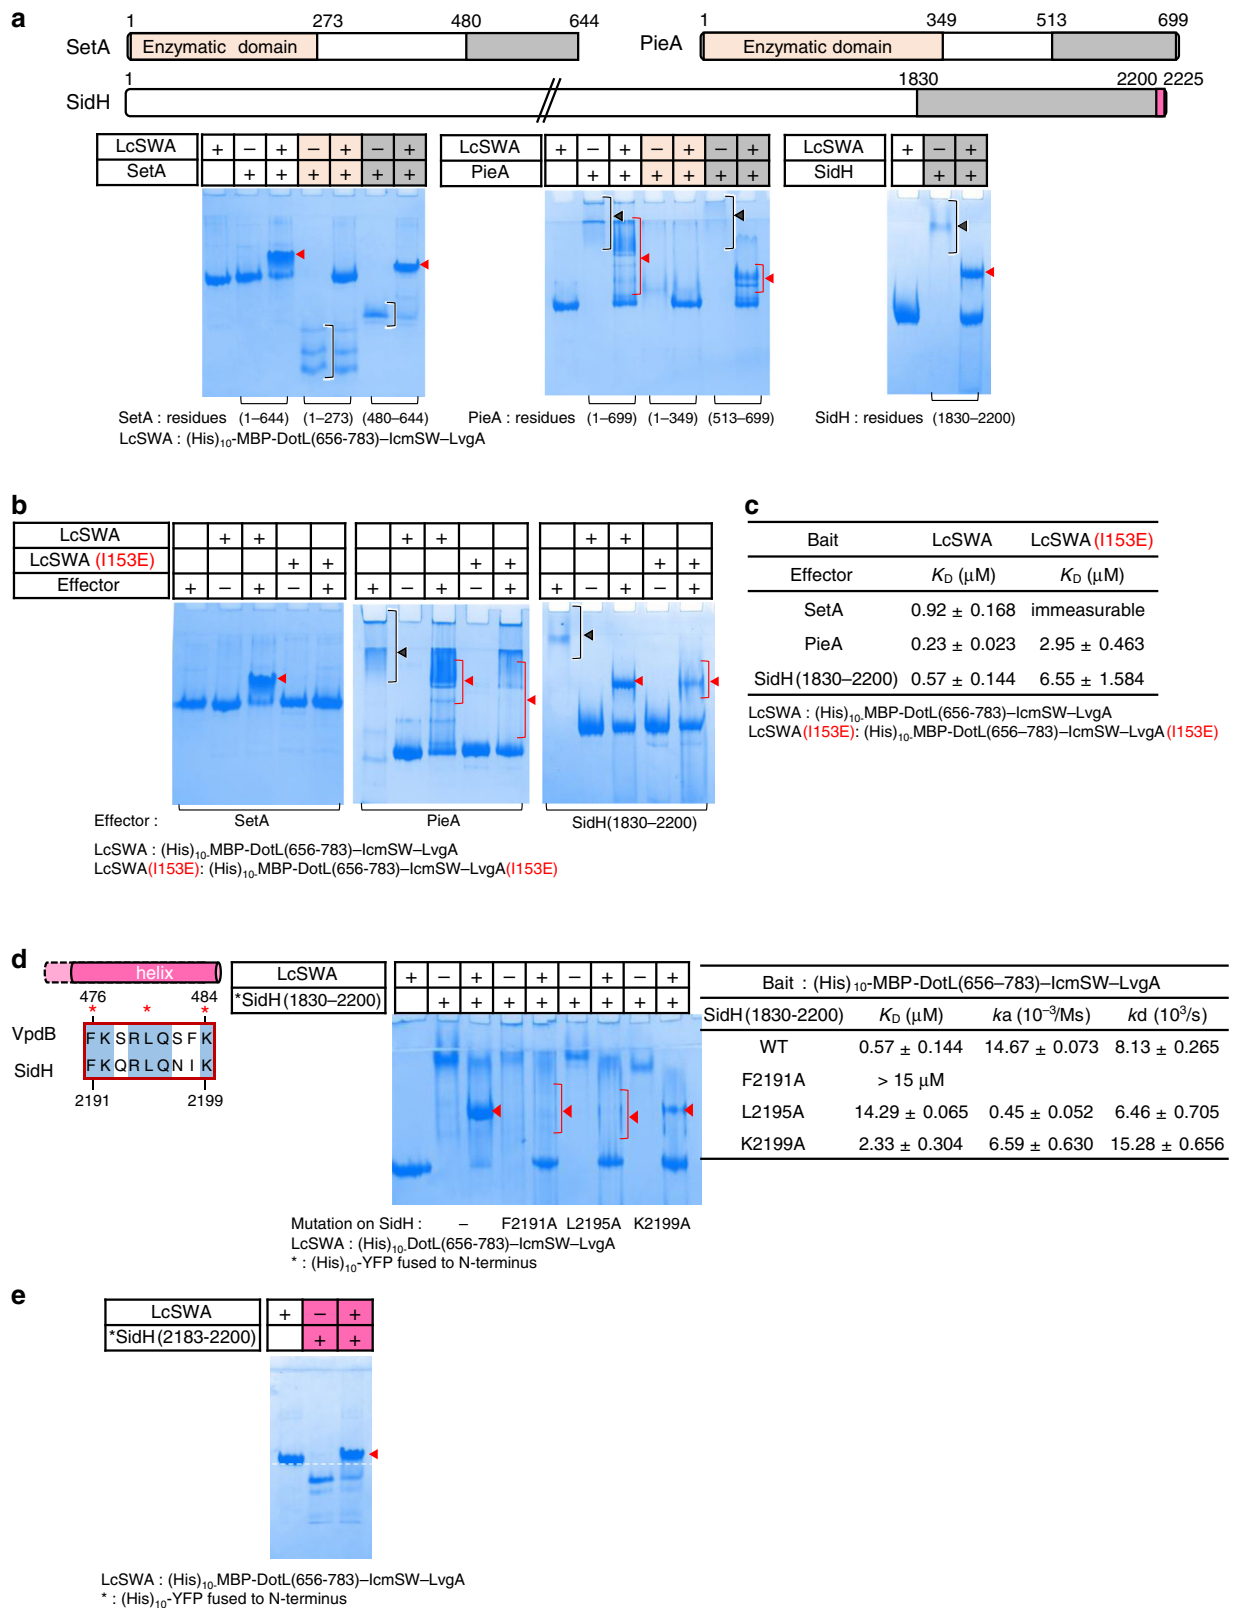 a
1 273 480 644 1 349 513 699
SetA Enzymatic domain PieA Enzymatic domain
1 1830 2200 2225
SidH
LcSWA + − + − + − +
SetA + + + + + +
LcSWA + − + − + − +
PieA + + + + + +
LcSWA + − +
SidH + +
SetA : residues (1–644) (1–273) (480–644)
PieA : residues (1–699) (1–349) (513–699)
SidH : residues (1830–2200)
LcSWA : (His)10-MBP-DotL(656-783)–IcmSW–LvgA
b
LcSWA + + + + + +
LcSWA (I153E) + + + + + +
Effector + − + − + + − + − + + − + − +
Effector : SetA PieA SidH(1830–2200)
LcSWA : (His)10-MBP-DotL(656-783)–IcmSW–LvgA
LcSWA(I153E): (His)10-MBP-DotL(656-783)–IcmSW–LvgA(I153E)
c
Bait LcSWA LcSWA (I153E)
Effector KD (μM) KD (μM)
SetA 0.92 ± 0.168 immeasurable
PieA 0.23 ± 0.023 2.95 ± 0.463
SidH (1830–2200) 0.57 ± 0.144 6.55 ± 1.584
LcSWA : (His)10-MBP-DotL(656-783)–IcmSW–LvgA
LcSWA(I153E): (His)10-MBP-DotL(656–783)–IcmSW–LvgA(I153E)
d
helix
476 484
* * *
VpdB FKSRLQSFK
SidH FKQRLQNIK
2191 2199
LcSWA + − + − + − + − +
*SidH (1830–2200) + + + + + + + +
Mutation on SidH : – F2191A L2195A K2199A
LcSWA : (His)10-DotL(656-783)–IcmSW–LvgA
* : (His)10-YFP fused to N-terminus
Bait : (His)10-MBP-DotL(656–783)–IcmSW–LvgA
SidH (1830-2200) KD (μM) ka (10−3/Ms) kd (103/s)
WT 0.57 ± 0.144 14.67 ± 0.073 8.13 ± 0.265
F2191A > 15 μM
L2195A 14.29 ± 0.065 0.45 ± 0.052 6.46 ± 0.705
K2199A 2.33 ± 0.304 6.59 ± 0.630 15.28 ± 0.656
e
LcSWA + − +
*SidH (2183-2200) + +
LcSWA : (His)10-MBP-DotL(656-783)–IcmSW–LvgA
* : (His)10-YFP fused to N-terminus